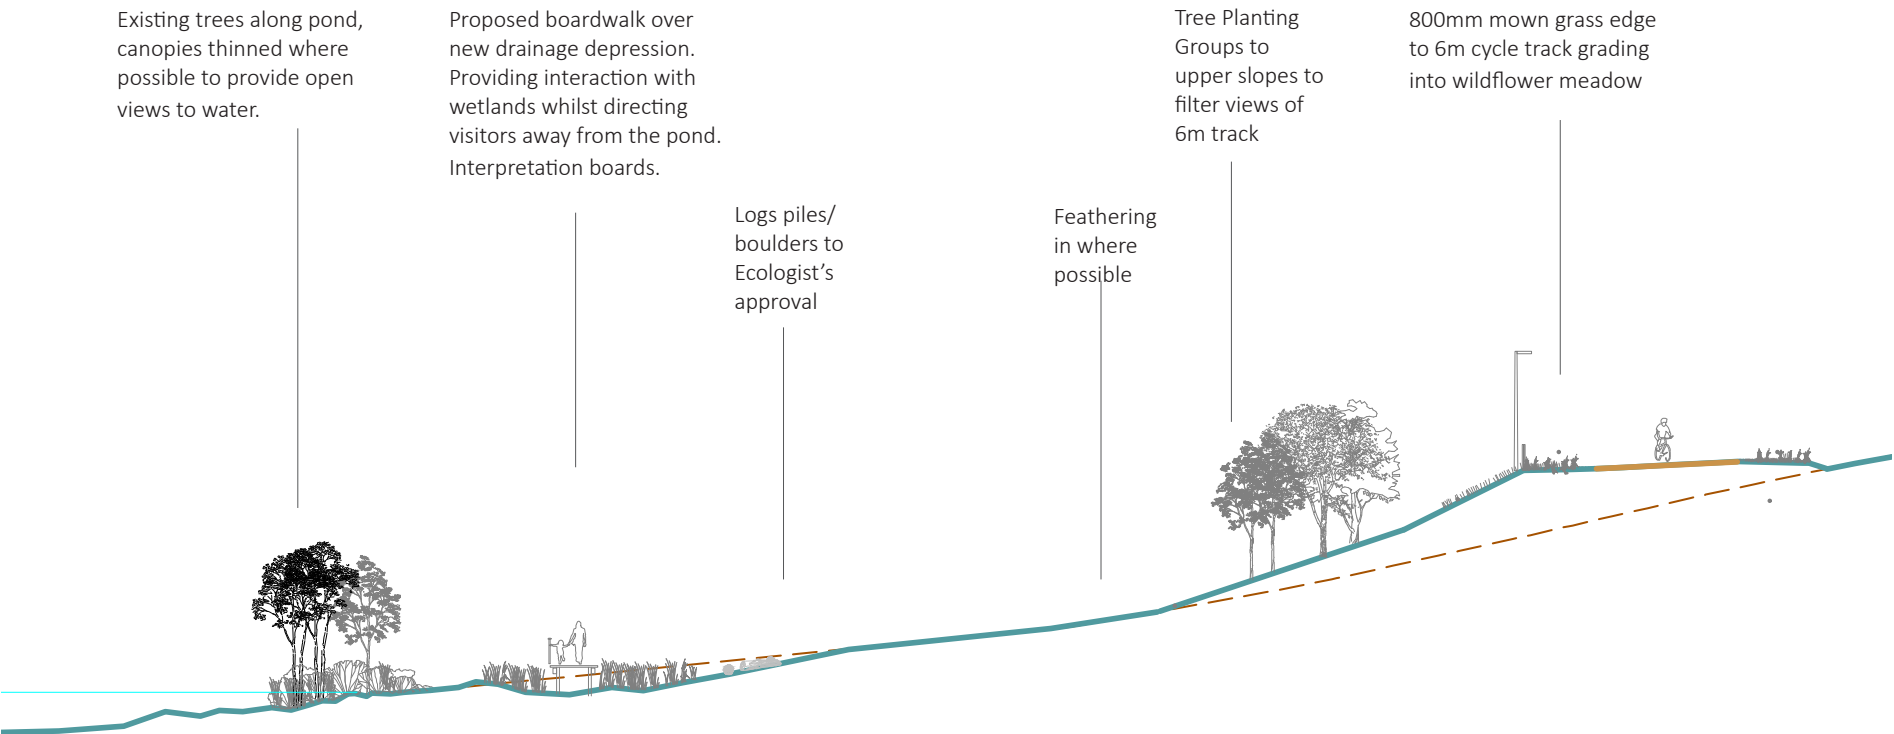 Existing trees along pond,
canopies thinned where
possible to provide open
views to water.
Proposed boardwalk over
new drainage depression.
Providing interaction with
wetlands whilst directing
visitors away from the pond.
Interpretation boards.
Logs piles/
boulders to
Ecologist’s
approval
Feathering
in where
possible
Tree Planting
Groups to
upper slopes to
filter views of
6m track
800mm mown grass edge
to 6m cycle track grading
into wildflower meadow